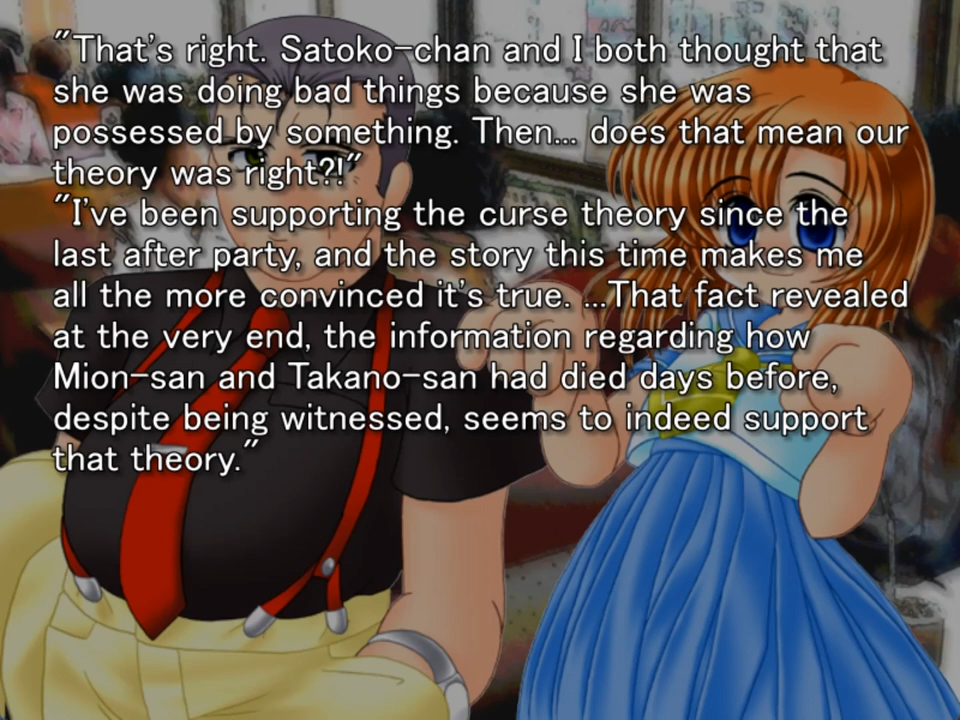 "That's right. Satoko-chan and I both thought that
she was doing bad things because she was
possessed by something. Then... does that mean our
theory was right?!"
"I've been supporting the curse theory since the
last after party, and the story this time makes me
all the more convinced it's true. ...That fact revealed
at the very end, the information regarding how
Mion-san and Takano-san had died days before,
despite being witnessed, seems to indeed support
that theory."